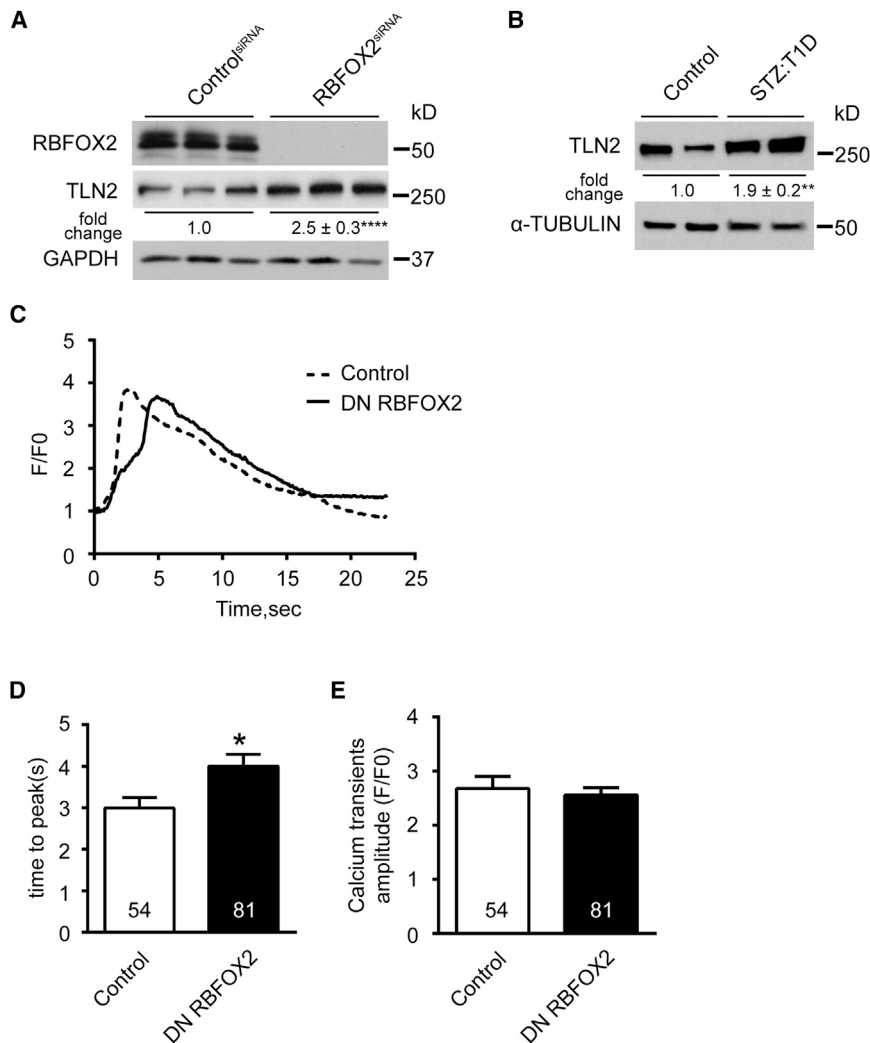 A
Control siRNA
RBFOX2 siRNA
kD
RBFOX2
50
TLN2
250
fold change
1.0
2.5 ± 0.3****
GAPDH
37
B
Control
STZ:T1D
kD
TLN2
250
fold change
1.0
1.9 ± 0.2**
α-TUBULIN
50
C
5
4
3
2
1
0
F/F0
Control
DN RBFOX2
0 5 10 15 20 25
Time,sec
D
5
4
3
2
1
0
time to peak(s)
*
54
81
Control
DN RBFOX2
E
4
3
2
1
0
Calcium transients
amplitude (F/F0)
54
81
Control
DN RBFOX2